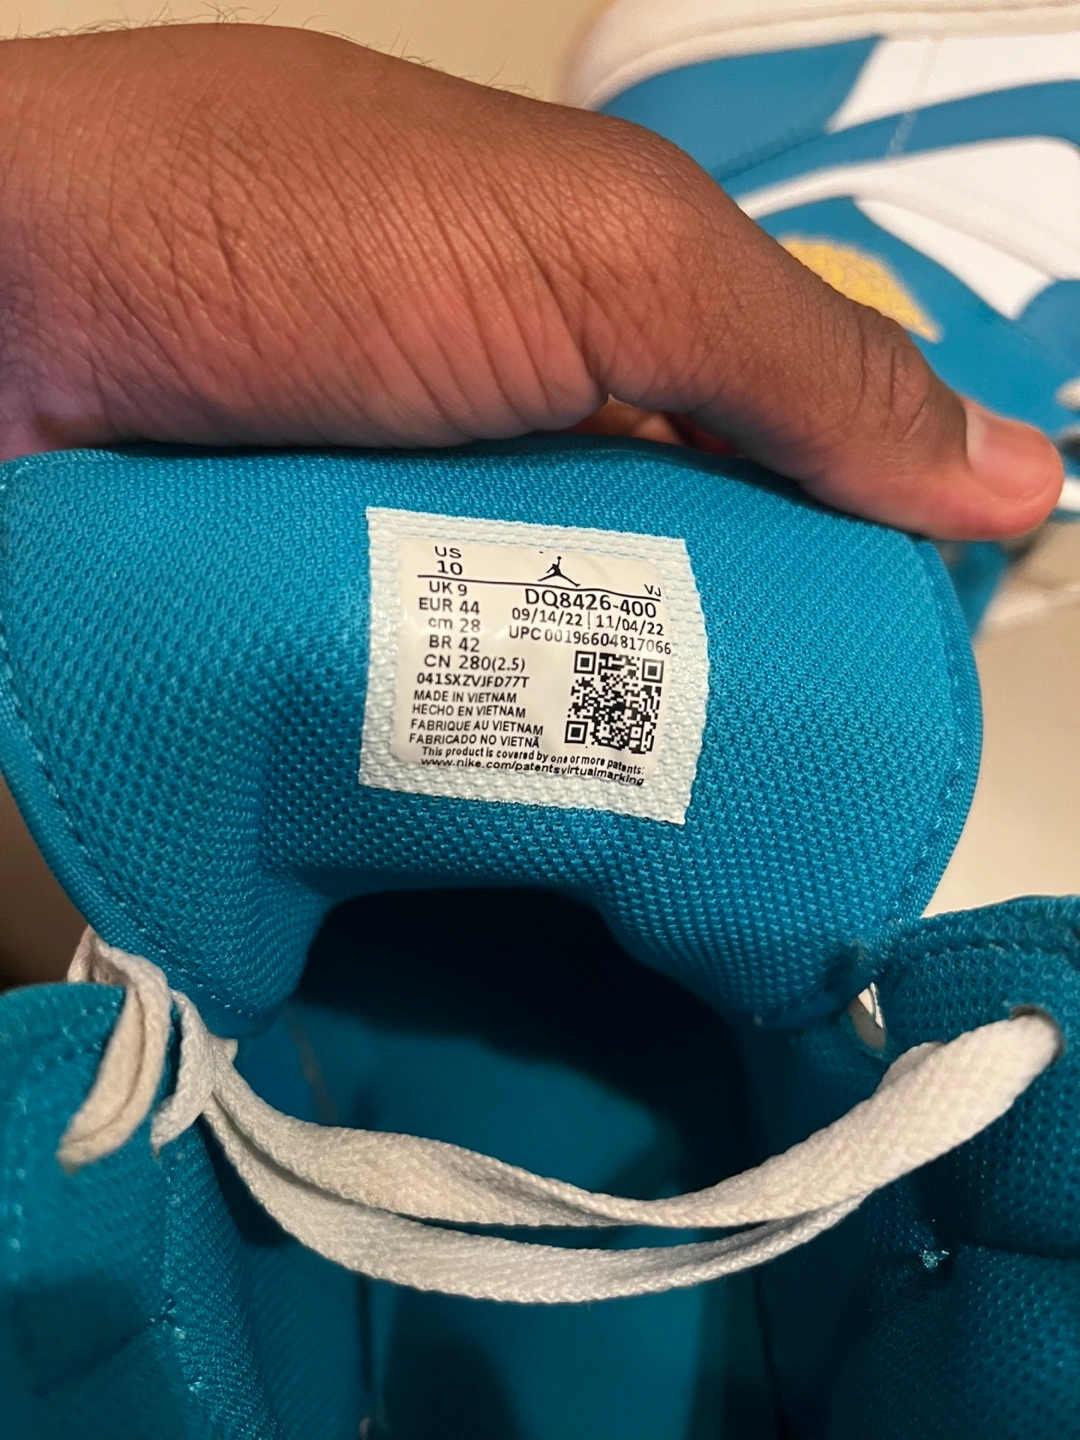 US
10
VJ
UK 9
DQ8426-400
EUR 44
09/14/22 | 11/04/22
cm 28
UPC 00196604817066
BR 42
CN 280(2.5)
041SXZVJFD77T
MADE IN VIETNAM
HECHO EN VIETNAM
FABRIQUE AU VIETNAM
FABRICADO NO VIETNÃ
This product is covered by one or more patents:
www.nike.com/patentsvirtualmarking